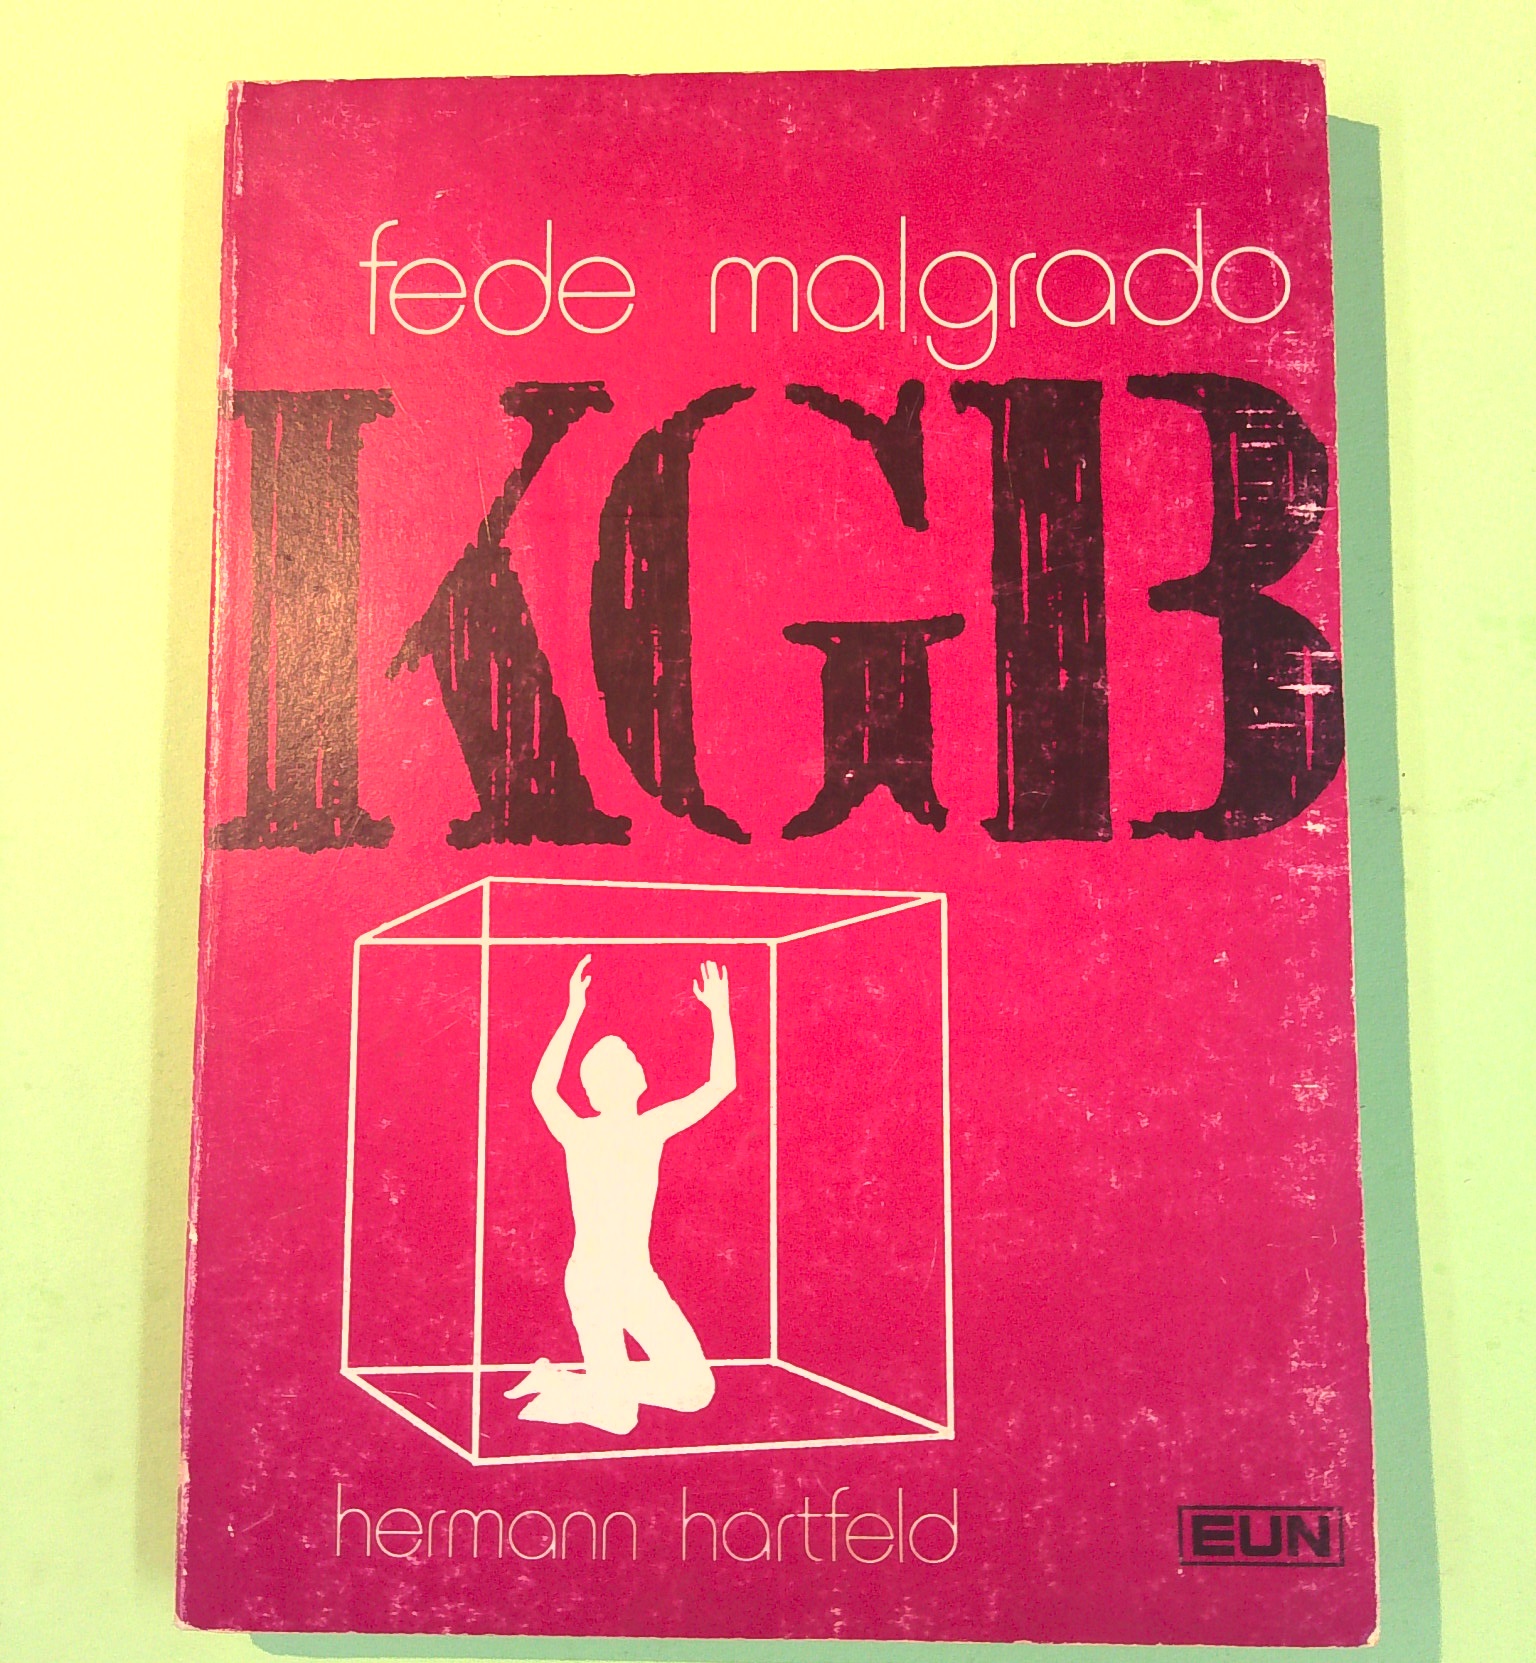 fede malgrado
KGB
hermann hartfeld
EUN